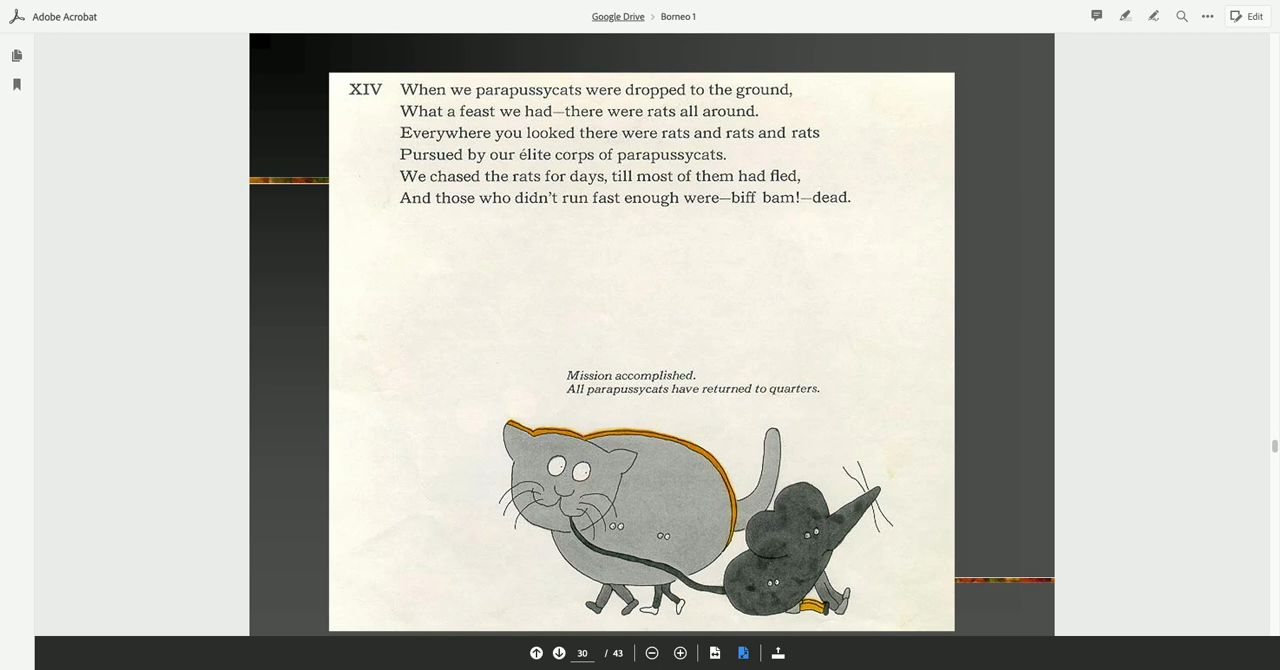 Adobe Acrobat
Google Drive > Borneo 1
Edit
XIV When we parapussycats were dropped to the ground,
What a feast we had—there were rats all around.
Everywhere you looked there were rats and rats and rats
Pursued by our élite corps of parapussycats.
We chased the rats for days, till most of them had fled,
And those who didn't run fast enough were—biff bam!—dead.
Mission accomplished.
All parapussycats have returned to quarters.
30 / 43